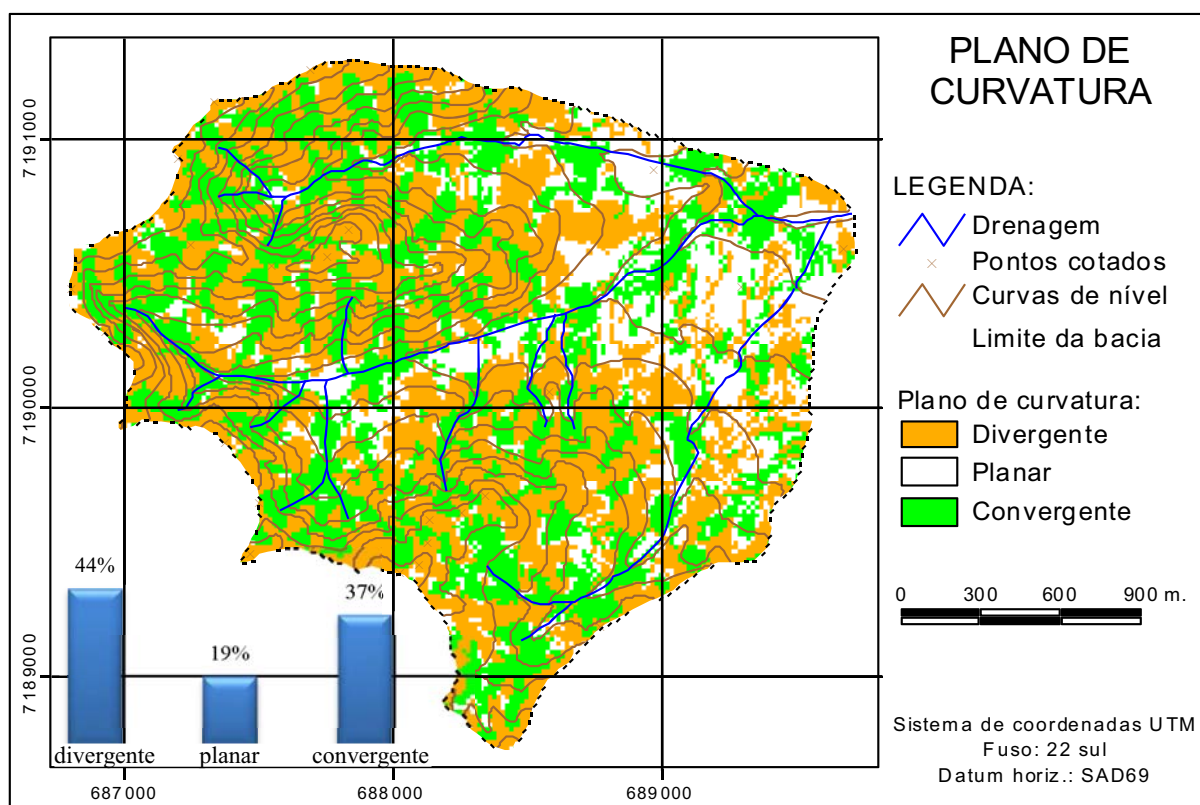 PLANO DE
CURVATURA
LEGENDA:
Drenagem
Pontos cotados
Curvas de nível
Limite da bacia
Plano de curvatura:
Divergente
Planar
Convergente
0 300 600 900 m.
Sistema de coordenadas UTM
Fuso: 22 sul
Datum horiz.: SAD69
7191000
7190000
7189000
44%
19%
37%
divergente planar convergente
687000 688000 689000